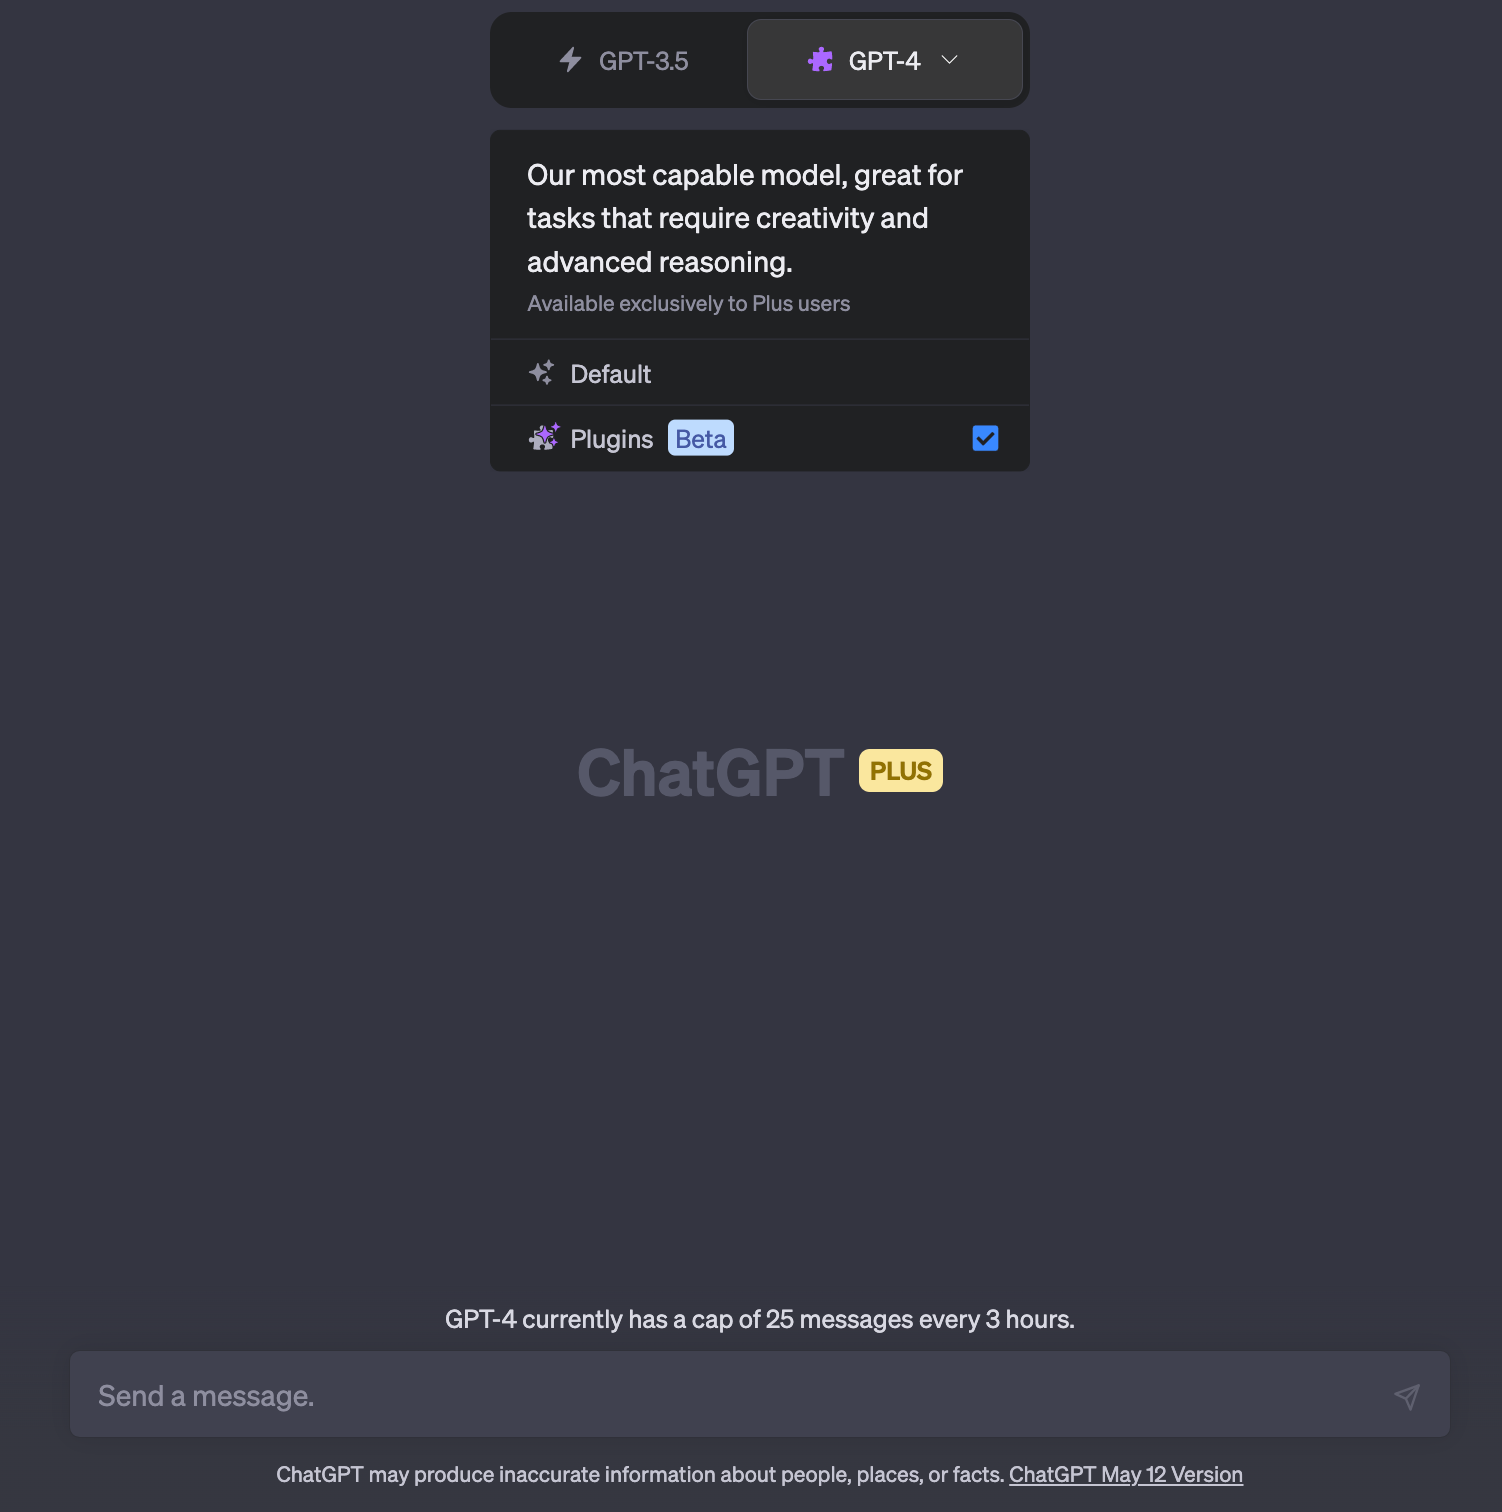 GPT-3.5
GPT-4
Our most capable model, great for
tasks that require creativity and
advanced reasoning.
Available exclusively to Plus users
Default
Plugins Beta
ChatGPT PLUS
GPT-4 currently has a cap of 25 messages every 3 hours.
Send a message.
ChatGPT may produce inaccurate information about people, places, or facts. ChatGPT May 12 Version